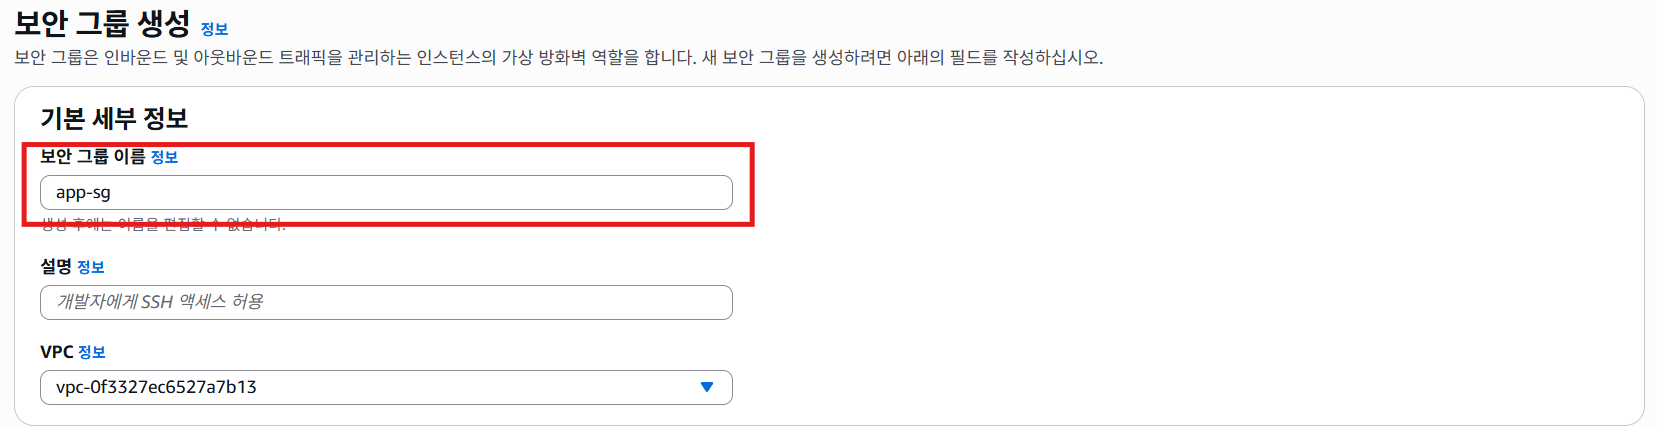 보안 그룹 생성 정보
보안 그룹은 인바운드 및 아웃바운드 트래픽을 관리하는 인스턴스의 가상 방화벽 역할을 합니다. 새 보안 그룹을 생성하려면 아래의 필드를 작성하십시오.
기본 세부 정보
보안 그룹 이름 정보
app-sg
생성 후에는 이름을 편집할 수 없습니다.
설명 정보
개발자에게 SSH 액세스 허용
VPC 정보
vpc-0f3327ec6527a7b13